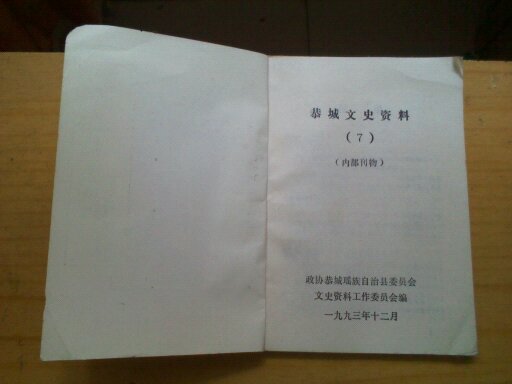 恭城文史资料
（7）
（内部刊物）
政协恭城瑶族自治县委员会
文史资料工作委员会编
一九九三年十二月